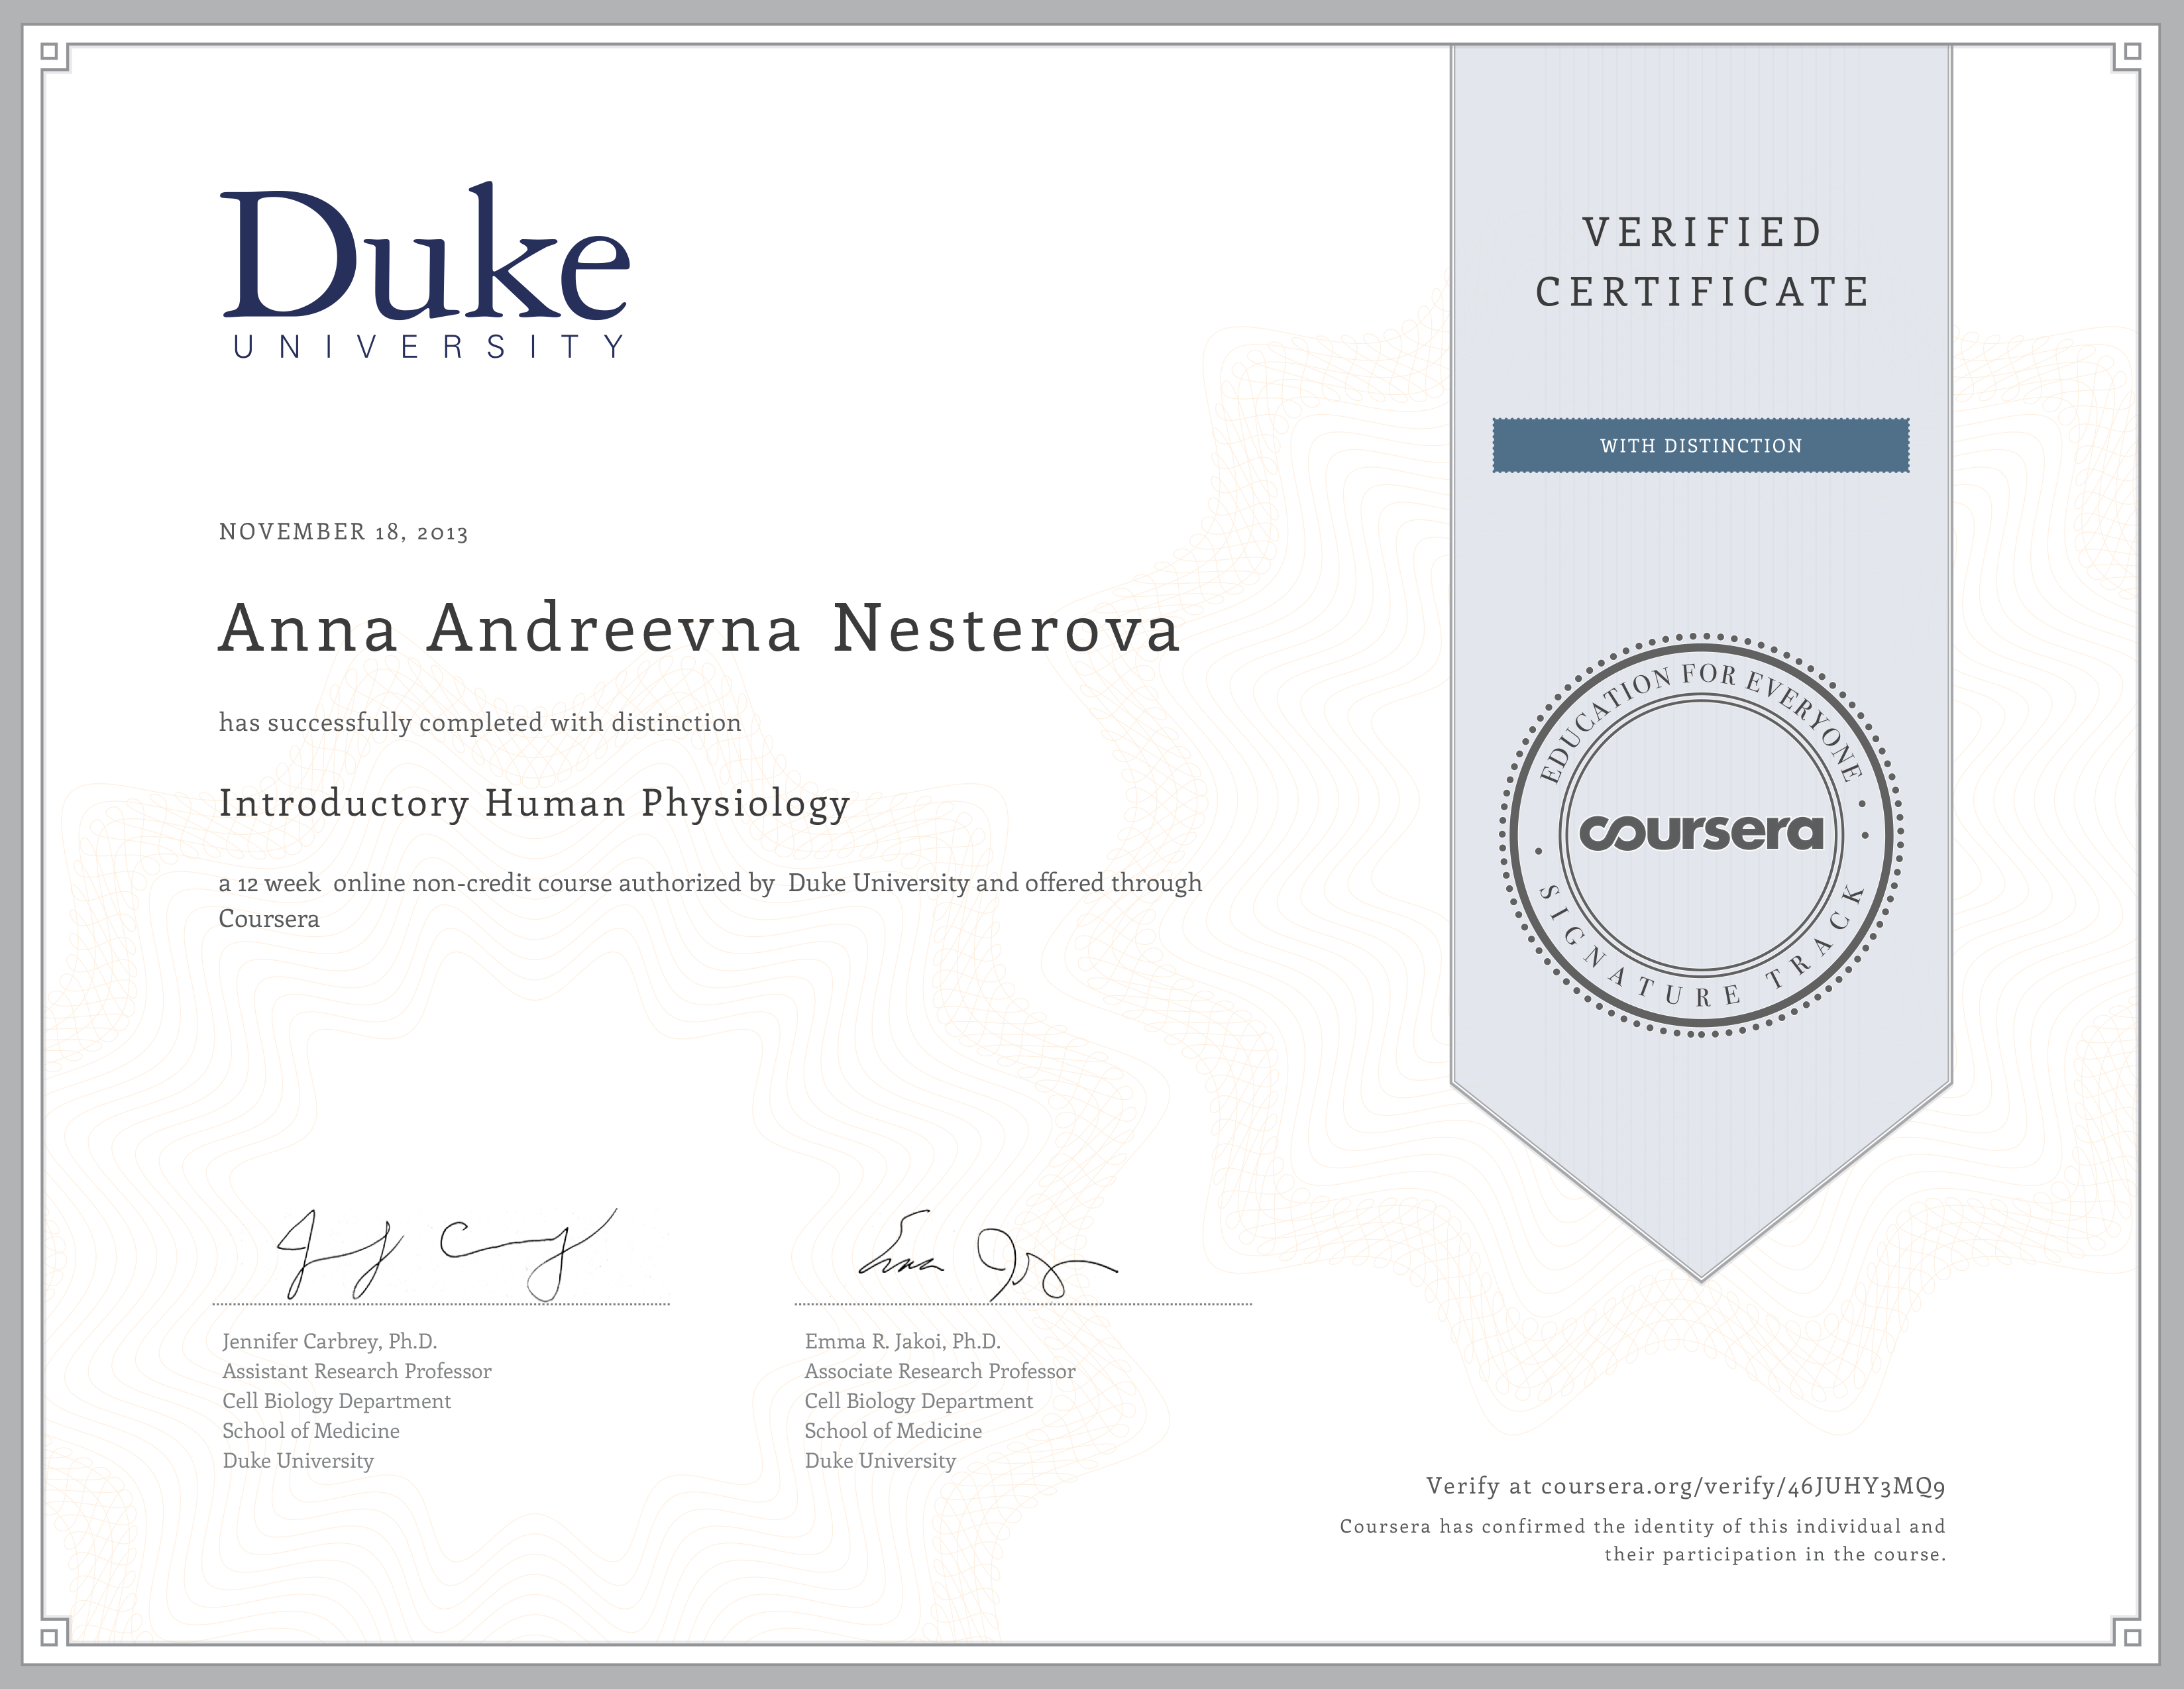 Duke
UNIVERSITY
VERIFIED
CERTIFICATE
WITH DISTINCTION
NOVEMBER 18, 2013
Anna Andreevna Nesterova
has successfully completed with distinction
Introductory Human Physiology
a 12 week online non-credit course authorized by Duke University and offered through
Coursera
EDUCATION FOR EVERYONE
coursera
SIGNATURE TRACK
Jennifer Carbrey, Ph.D.
Assistant Research Professor
Cell Biology Department
School of Medicine
Duke University
Emma R. Jakoi, Ph.D.
Associate Research Professor
Cell Biology Department
School of Medicine
Duke University
Verify at coursera.org/verify/46JUHY3MQ9
Coursera has confirmed the identity of this individual and
their participation in the course.